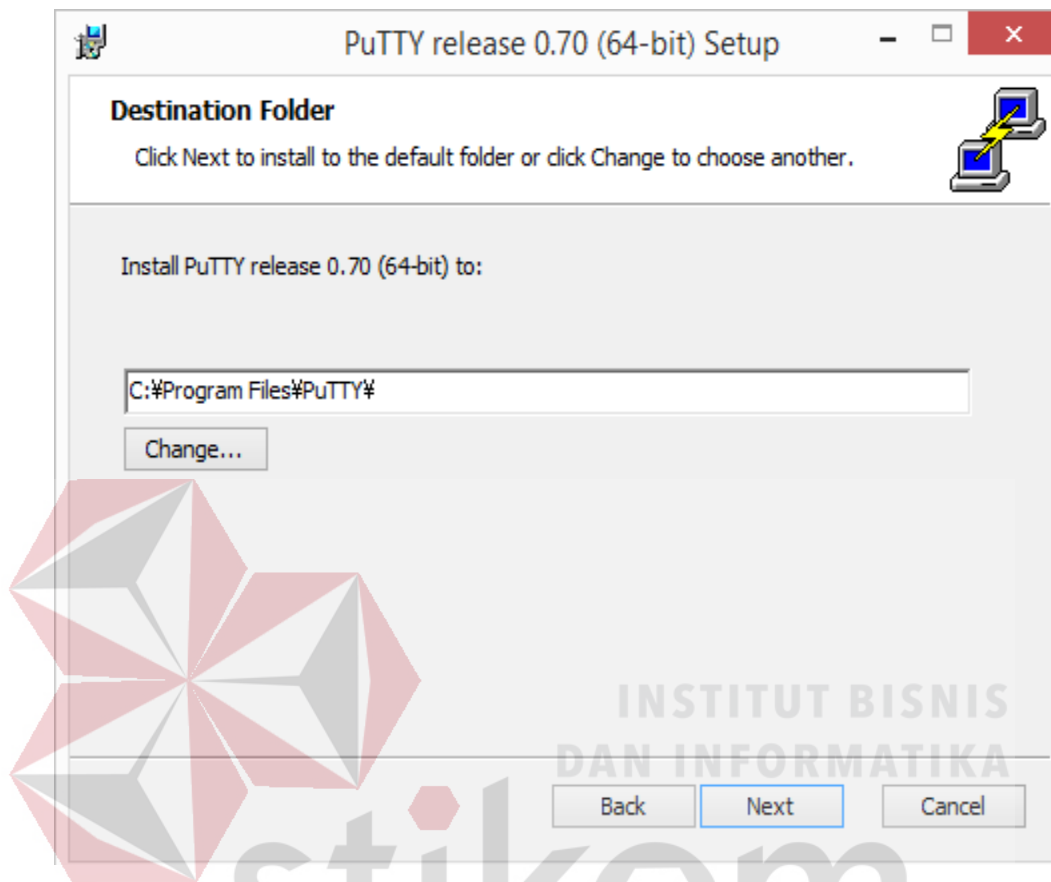 PuTTY release 0.70 (64-bit) Setup
Destination Folder
Click Next to install to the default folder or click Change to choose another.
Install PuTTY release 0.70 (64-bit) to:
C:¥Program Files¥PuTTY¥
Change...
INSTITUT BISNIS
DAN INFORMATIKA
Back Next Cancel
stikom